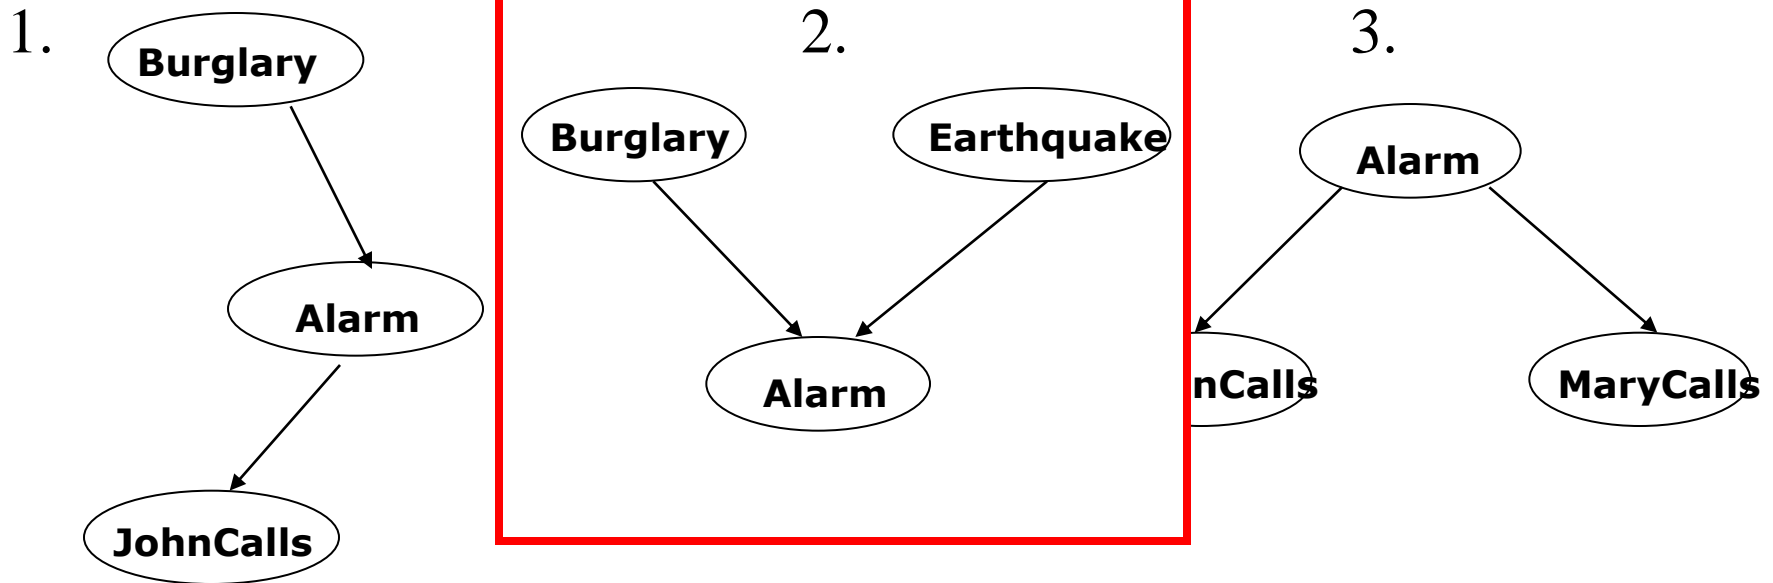 1.
Burglary
Alarm
JohnCalls
2.
Burglary
Earthquake
Alarm
3.
Alarm
nCalls
MaryCalls